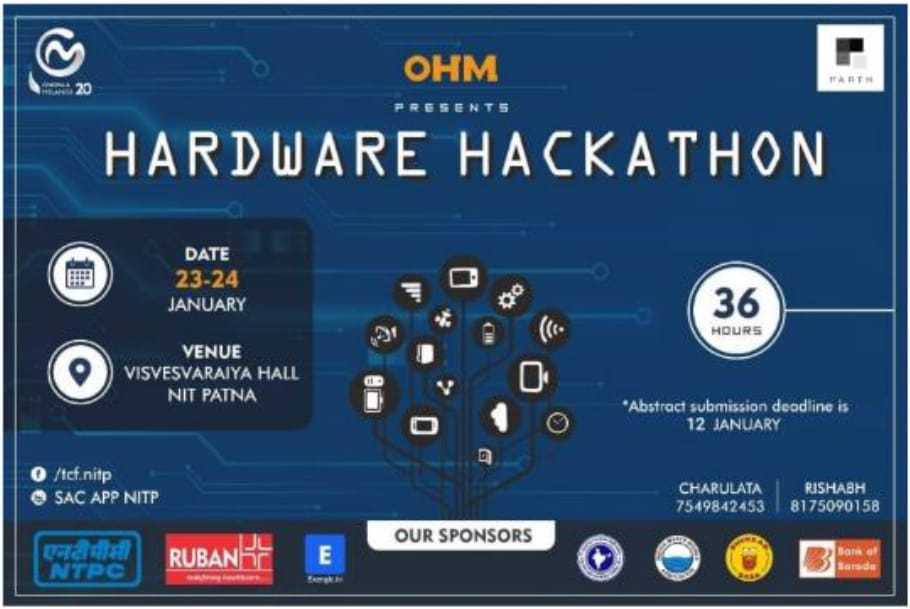 20
OHM
PARTH
PRESENTS
HARDWARE HACKATHON
DATE
23-24
JANUARY
VENUE
VISVESVARAIYA HALL
NIT PATNA
36
HOURS
*Abstract submission deadline is
12 JANUARY
/tcf.nitp
SAC APP NITP
CHARULATA
7549842453
RISHABH
8175090158
OUR SPONSORS
एनटीपीसी
NTPC
RUBAN
E
Bank of
Baroda